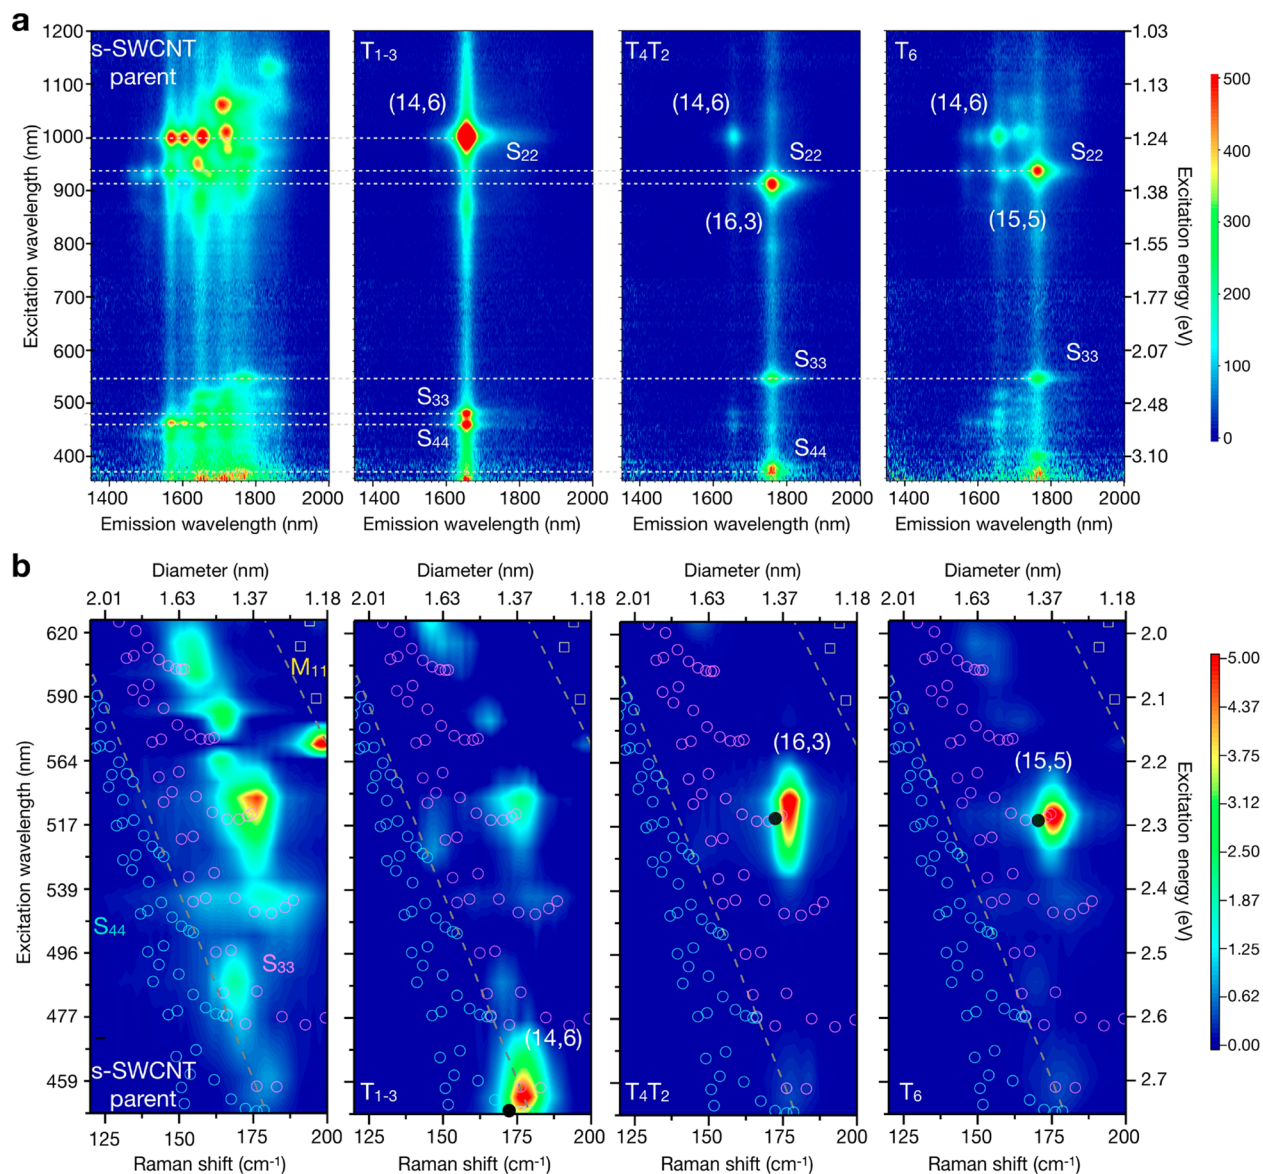 a
s-SWCNT parent
T1-3
T4T2
T6
(14,6)
(14,6)
(14,6)
S22
S22
S22
(16,3)
(15,5)
S33
S44
S33
S44
S33
Excitation wavelength (nm)
1200
1100
1000
900
800
700
600
500
400
1400 1600 1800 2000
1400 1600 1800 2000
1400 1600 1800 2000
1400 1600 1800 2000
Emission wavelength (nm)
Emission wavelength (nm)
Emission wavelength (nm)
Emission wavelength (nm)
1.03
1.13
1.24
1.38
1.55
1.77
2.07
2.48
3.10
Excitation energy (eV)
500
400
300
200
100
0
b
Diameter (nm)
Diameter (nm)
Diameter (nm)
Diameter (nm)
2.01 1.63 1.37 1.18
2.01 1.63 1.37 1.18
2.01 1.63 1.37 1.18
2.01 1.63 1.37 1.18
Excitation wavelength (nm)
620
590
564
517
539
496
477
459
M11
S44
S33
s-SWCNT parent
(14,6)
T1-3
(16,3)
T4T2
(15,5)
T6
2.0
2.1
2.2
2.3
2.4
2.5
2.6
2.7
Excitation energy (eV)
5.00
4.37
3.75
3.12
2.50
1.87
1.25
0.62
0.00
125 150 175 200
125 150 175 200
125 150 175 200
125 150 175 200
Raman shift (cm-1)
Raman shift (cm-1)
Raman shift (cm-1)
Raman shift (cm-1)